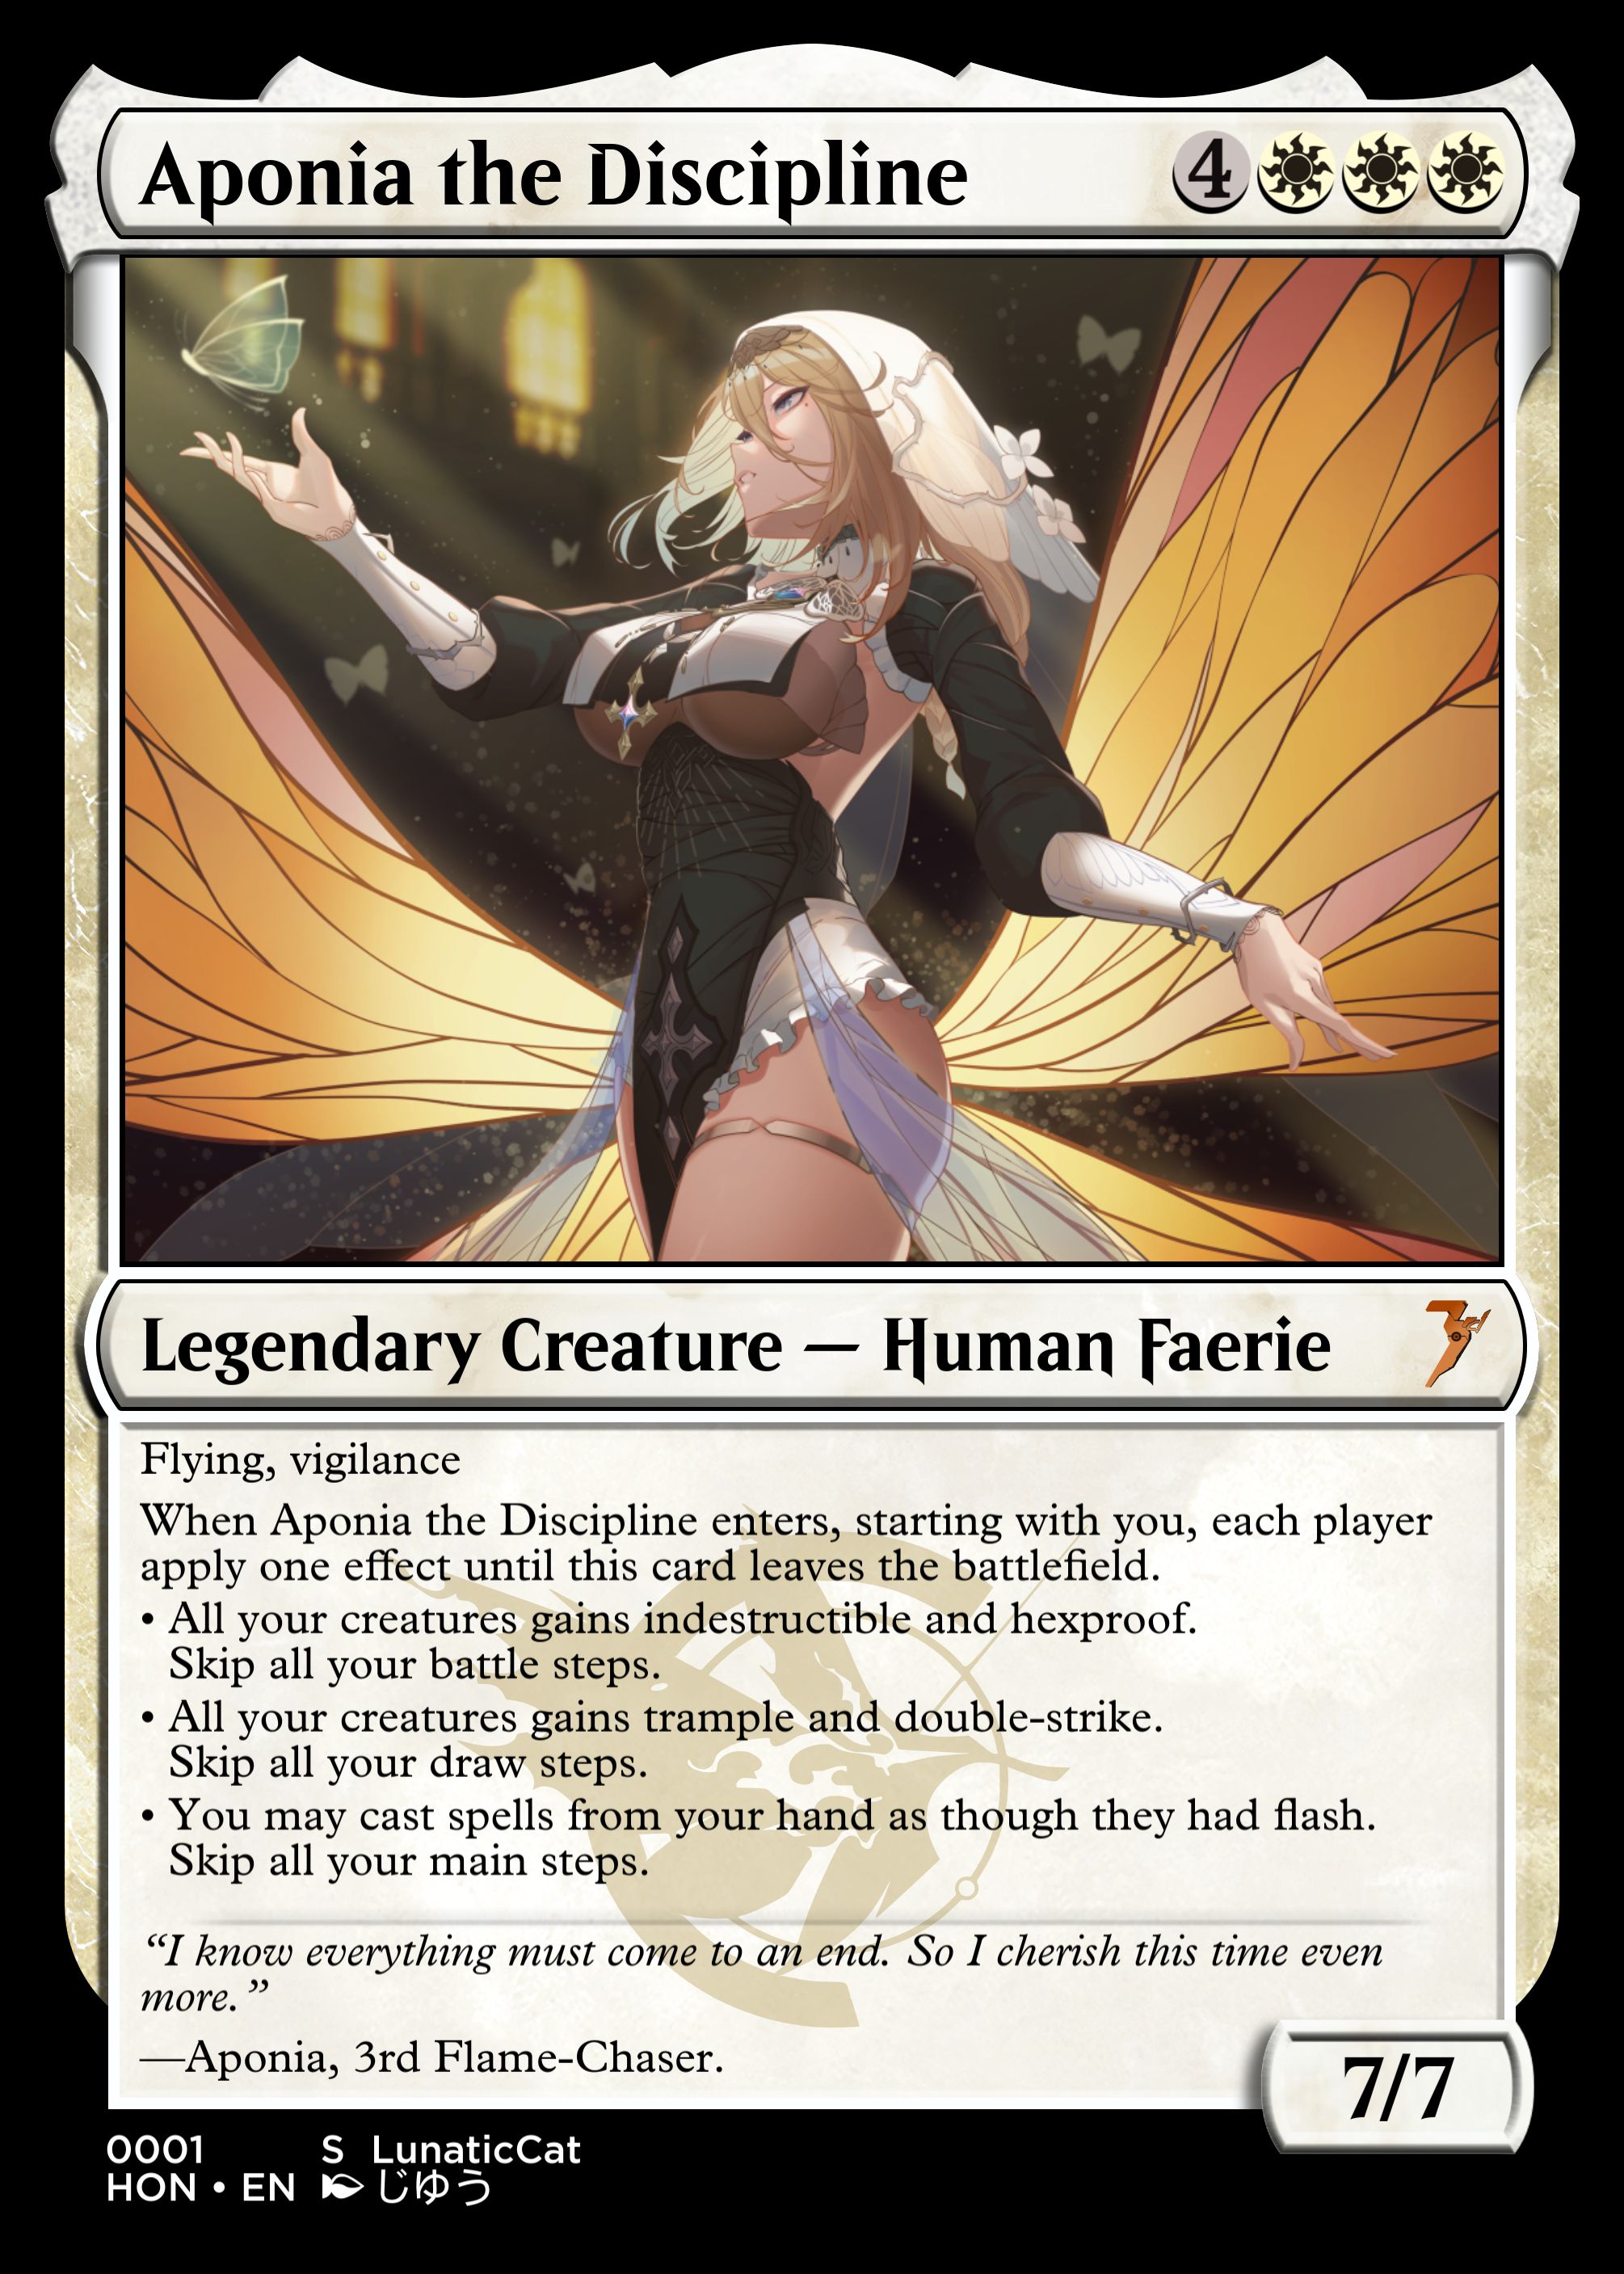 Aponia the Discipline 4
Legendary Creature — Human Faerie
Flying, vigilance
When Aponia the Discipline enters, starting with you, each player
apply one effect until this card leaves the battlefield.
• All your creatures gains indestructible and hexproof.
Skip all your battle steps.
• All your creatures gains trample and double-strike.
Skip all your draw steps.
• You may cast spells from your hand as though they had flash.
Skip all your main steps.
“I know everything must come to an end. So I cherish this time even
more.”
—Aponia, 3rd Flame-Chaser.
7/7
0001 S LunaticCat
HON • EN じゆう